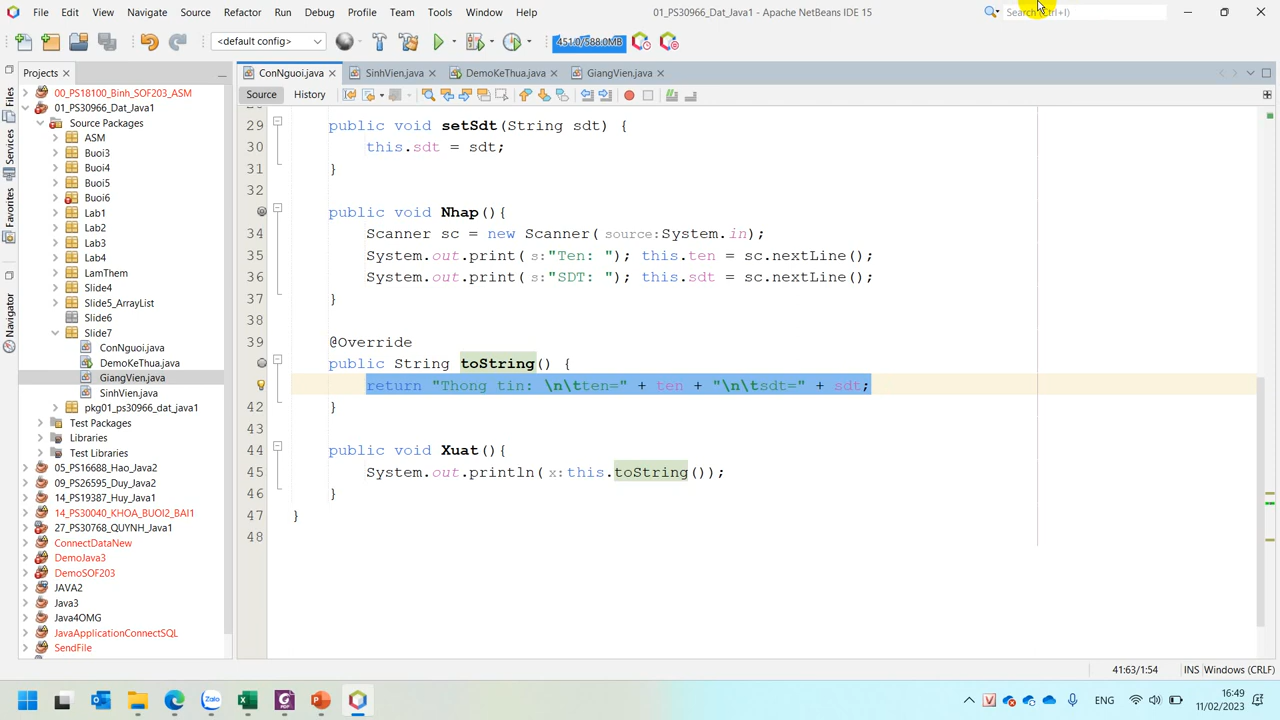 File Edit View Navigate Source Refactor Run Debug Profile Team Tools Window Help
01_PS30966_Dat_Java1 - Apache NetBeans IDE 15
Search (Ctrl+I)
<default config>
451.0/588.0MB
Projects
ConNguoi.java
SinhVien.java
DemoKeThua.java
GiangVien.java
Source
History
Files
Services
Favorites
Navigator
00_PS18100_Binh_SOF203_ASM
01_PS30966_Dat_Java1
Source Packages
ASM
Buoi3
Buoi4
Buoi5
Buoi6
Lab1
Lab2
Lab3
Lab4
LamThem
Slide4
Slide5_ArrayList
Slide6
Slide7
ConNguoi.java
DemoKeThua.java
GiangVien.java
SinhVien.java
pkg01_ps30966_dat_java1
Test Packages
Libraries
Test Libraries
05_PS16688_Hao_Java2
09_PS26595_Duy_Java2
14_PS19387_Huy_Java1
14_PS30040_KHOA_BUOI2_BAI1
27_PS30768_QUYNH_Java1
ConnectDataNew
DemoJava3
DemoSOF203
JAVA2
Java3
Java4OMG
JavaApplicationConnectSQL
SendFile
29 public void setSdt(String sdt) {
30 this.sdt = sdt;
31 }
32
public void Nhap(){
34 Scanner sc = new Scanner(source:System.in);
35 System.out.print(s:"Ten: "); this.ten = sc.nextLine();
36 System.out.print(s:"SDT: "); this.sdt = sc.nextLine();
37 }
38
39 @Override
public String toString() {
return "Thong tin: \n\tten=" + ten + "\n\tsdt=" + sdt;
42 }
43
44 public void Xuat(){
45 System.out.println(x:this.toString());
46 }
47 }
48
41:63/1:54
INS
Windows (CRLF)
Zalo
ENG
16:49
11/02/2023